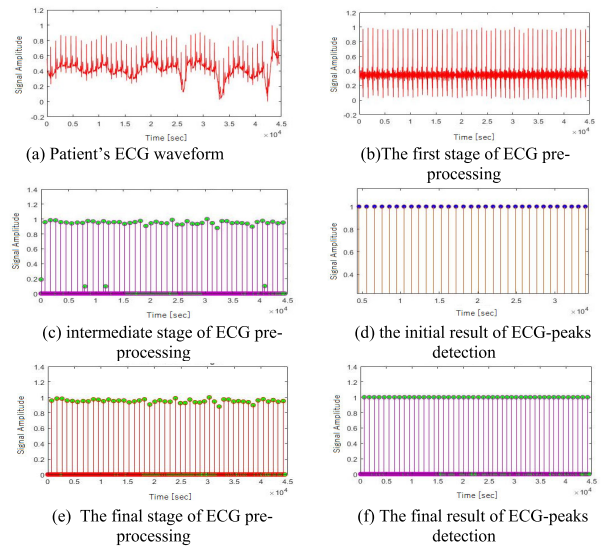 1.2
1
0.8
0.6
0.4
0.2
0
-0.2
Signal Amplitude
0 0.5 1 1.5 2 2.5 3 3.5 4 4.5
Time [sec] × 10⁴
(a) Patient's ECG waveform
1.2
1
0.8
0.6
0.4
0.2
0
-0.2
Signal Amplitude
0 0.5 1 1.5 2 2.5 3 3.5 4 4.5
Time [sec] × 10⁴
(b)The first stage of ECG pre-
processing
1.4
1.2
1
0.8
0.6
0.4
0.2
0
Signal Amplitude
0 0.5 1 1.5 2 2.5 3 3.5 4 4.5
Time [sec] × 10⁴
(c) intermediate stage of ECG pre-
processing
1
0.8
0.6
0.4
Signal Amplitude
0.5 1 1.5 2 2.5 3
Time [sec] × 10⁴
(d) the initial result of ECG-peaks
detection
1.4
1.2
1
0.8
0.6
0.4
0.2
0
Signal Amplitude
0 0.5 1 1.5 2 2.5 3 3.5 4 4.5
Time [sec] × 10⁴
(e) The final stage of ECG pre-
processing
1.4
1.2
1
0.8
0.6
0.4
0.2
0
Signal Amplitude
0 0.5 1 1.5 2 2.5 3 3.5 4 4.5
Time [sec] × 10⁴
(f) The final result of ECG-peaks
detection